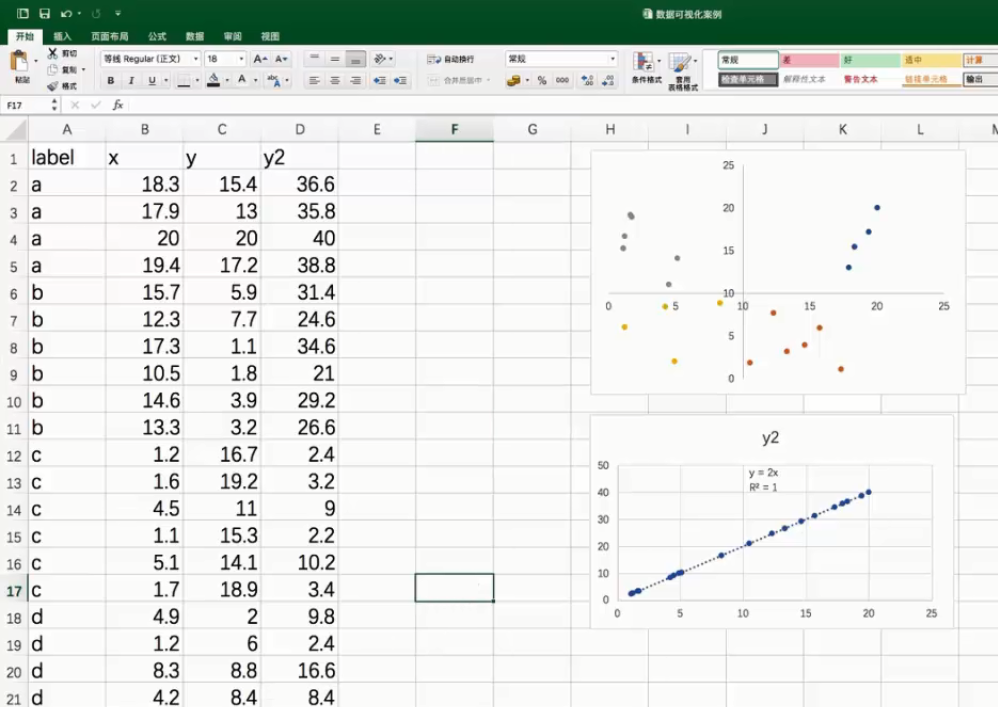 数据可视化案例
开始 插入 页面布局 公式 数据 审阅 视图
粘贴 剪切 等线 Regular (正文) 18 A A 自动换行 常规 条件格式 套用 表格格式 常规 差 好 适中 计算
复制 格式 B I U A abc A 合并后居中 % 000 检查单元格 解释性文本 警告文本 链接单元格 输出
F17 fx
A B C D E F G H I J K L
1 label x y y2
2 a 18.3 15.4 36.6
3 a 17.9 13 35.8
4 a 20 20 40
5 a 19.4 17.2 38.8
6 b 15.7 5.9 31.4
7 b 12.3 7.7 24.6
8 b 17.3 1.1 34.6
9 b 10.5 1.8 21
10 b 14.6 3.9 29.2
11 b 13.3 3.2 26.6
12 c 1.2 16.7 2.4
13 c 1.6 19.2 3.2
14 c 4.5 11 9
15 c 1.1 15.3 2.2
16 c 5.1 14.1 10.2
17 c 1.7 18.9 3.4
18 d 4.9 2 9.8
19 d 1.2 6 2.4
20 d 8.3 8.8 16.6
21 d 4.2 8.4 8.4
25
20
15
10
0 5 10 15 20 25
5
0
y2
y = 2x
R² = 1
50
40
30
20
10
0
0 5 10 15 20 25